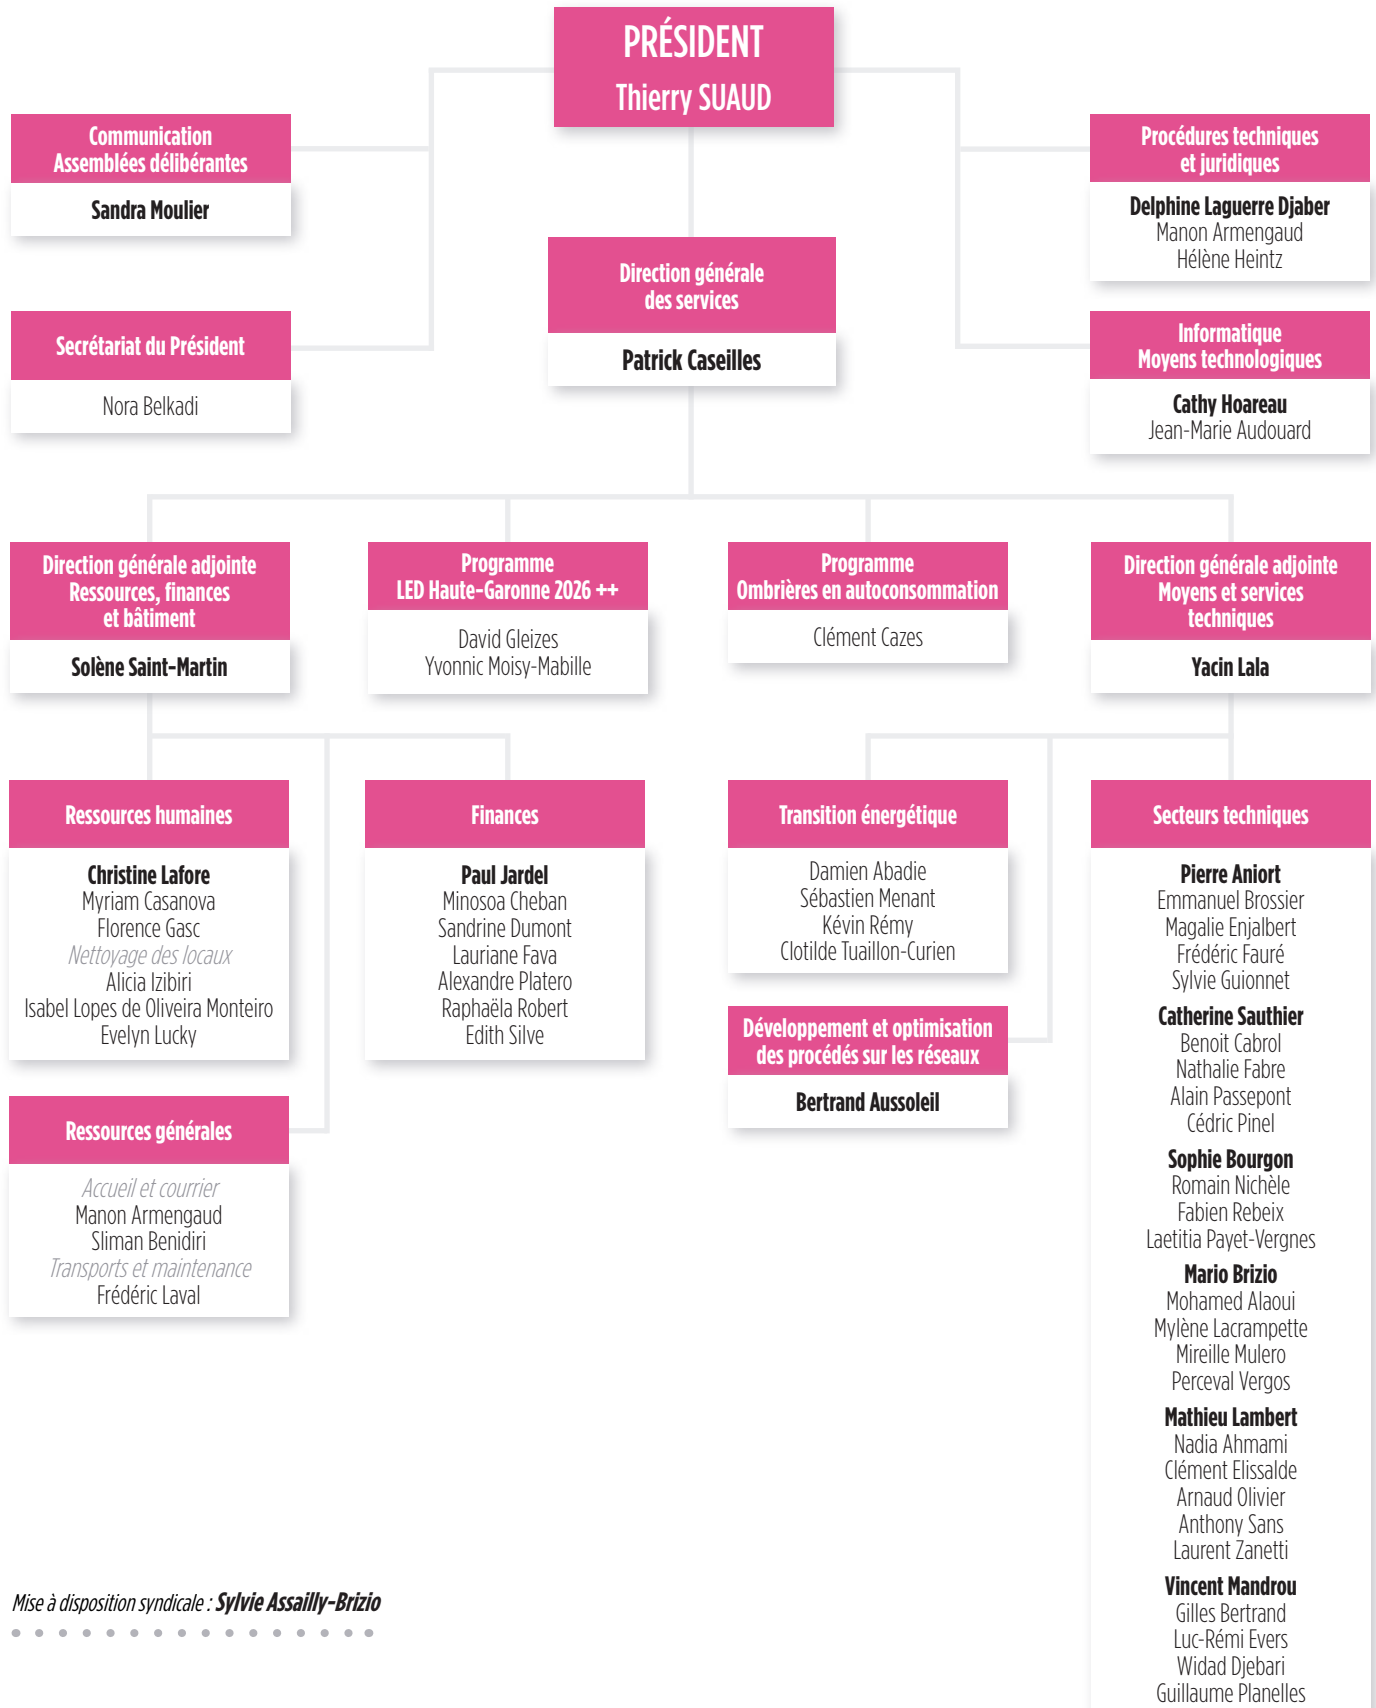 PRÉSIDENT
Thierry SUAUD
Communication
Assemblées délibérantes
Sandra Moulier
Procédures techniques
et juridiques
Delphine Laguerre Djaber
Manon Armengaud
Hélène Heintz
Direction générale
des services
Patrick Caseilles
Secrétariat du Président
Nora Belkadi
Informatique
Moyens technologiques
Cathy Hoareau
Jean-Marie Audouard
Direction générale adjointe
Ressources, finances
et bâtiment
Solène Saint-Martin
Programme
LED Haute-Garonne 2026 ++
David Gleizes
Yvonnic Moisy-Mabille
Programme
Ombrières en autoconsommation
Clément Cazes
Direction générale adjointe
Moyens et services
techniques
Yacin Lala
Ressources humaines
Christine Lafore
Myriam Casanova
Florence Gasc
Nettoyage des locaux
Alicia Izibiri
Isabel Lopes de Oliveira Monteiro
Evelyn Lucky
Finances
Paul Jardel
Minosoa Cheban
Sandrine Dumont
Lauriane Fava
Alexandre Platero
Raphaëla Robert
Edith Silve
Transition énergétique
Damien Abadie
Sébastien Menant
Kévin Rémy
Clotilde Tuaillon-Curien
Secteurs techniques
Pierre Aniort
Emmanuel Brossier
Magalie Enjalbert
Frédéric Fauré
Sylvie Guionnet
Catherine Sauthier
Benoit Cabrol
Nathalie Fabre
Alain Passepont
Cédric Pinel
Sophie Bourgon
Romain Nichèle
Fabien Rebeix
Laetitia Payet-Vergnes
Mario Brizio
Mohamed Alaoui
Mylène Lacrampette
Mireille Mulero
Perceval Vergos
Mathieu Lambert
Nadia Ahmami
Clément Elissalde
Arnaud Olivier
Anthony Sans
Laurent Zanetti
Vincent Mandrou
Gilles Bertrand
Luc-Rémi Evers
Widad Djebari
Guillaume Planelles
Développement et optimisation
des procédés sur les réseaux
Bertrand Aussoleil
Ressources générales
Accueil et courrier
Manon Armengaud
Sliman Benidiri
Transports et maintenance
Frédéric Laval
Mise à disposition syndicale : Sylvie Assailly-Brizio